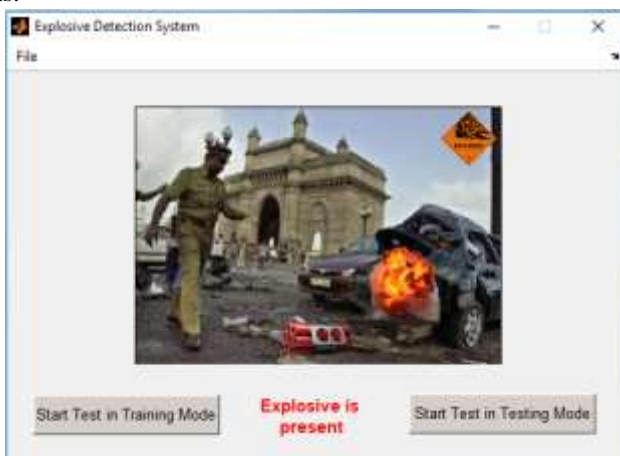 Explosive Detection System
File
Start Test in Training Mode
Explosive is
present
Start Test in Testing Mode